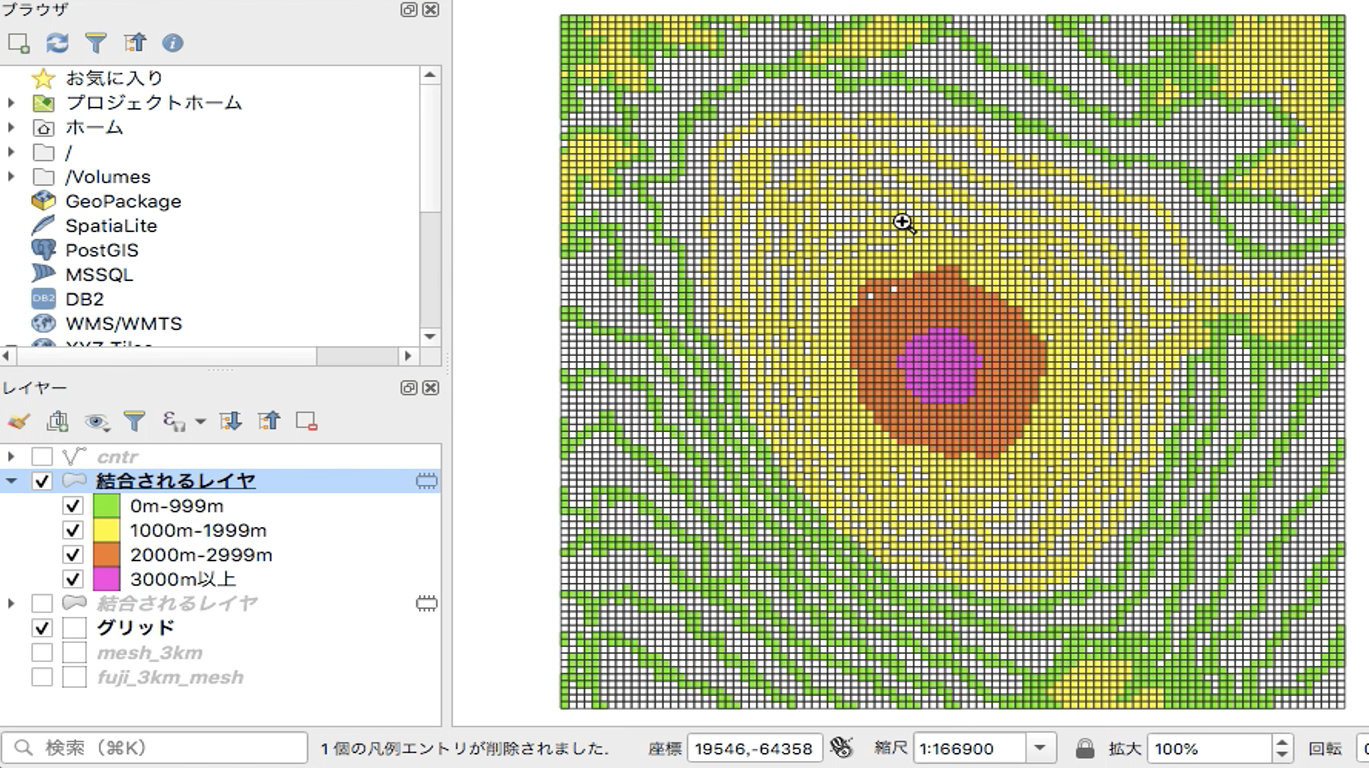 ブラウザ
お気に入り
プロジェクトホーム
ホーム
/
/Volumes
GeoPackage
SpatiaLite
PostGIS
MSSQL
DB2
DB2
WMS/WMTS
XYZ Tiles
レイヤー
cntr
結合されるレイヤ
0m-999m
1000m-1999m
2000m-2999m
3000m以上
結合されるレイヤ
グリッド
mesh_3km
fuji_3km_mesh
検索 (⌘K) 1 個の凡例エントリが削除されました. 座標 19546,-64358 縮尺 1:166900 拡大 100% 回転